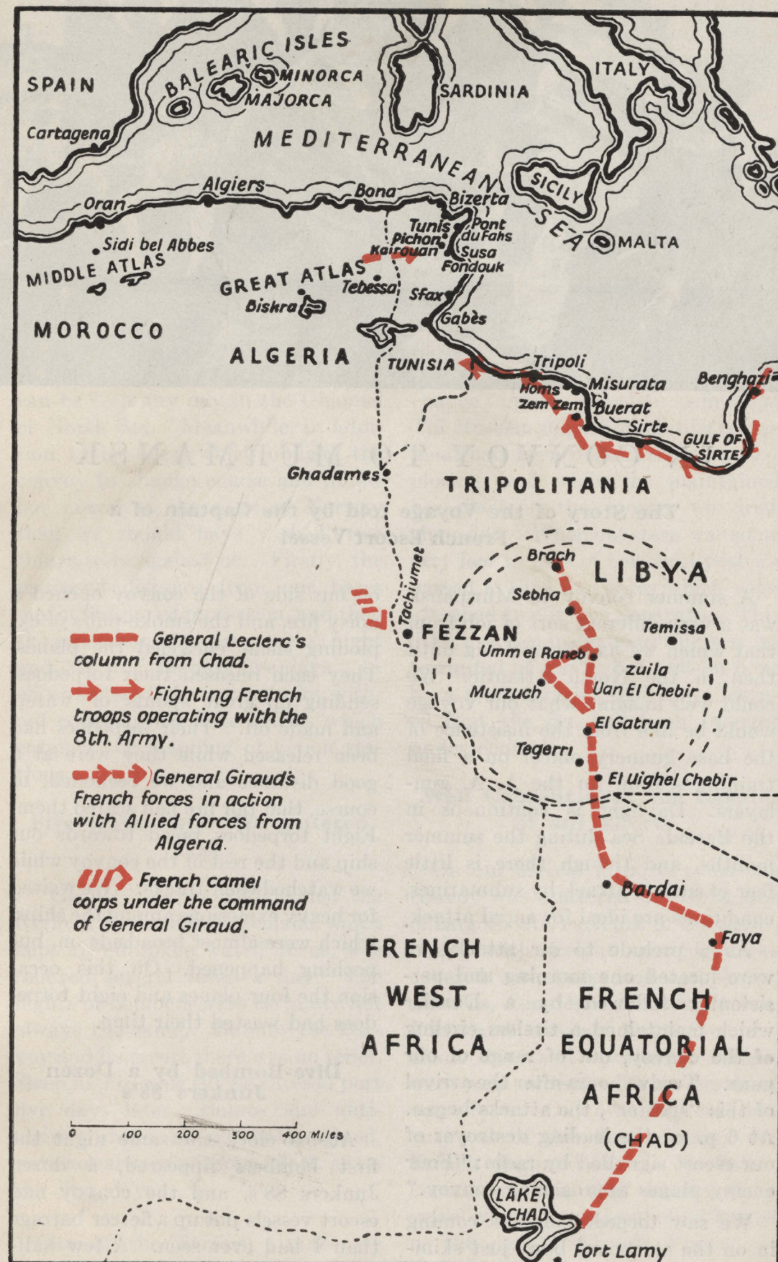 SPAIN
BALEARIC ISLES
MINORCA
MAJORCA
SARDINIA
ITALY
Cartagena
MEDITERRANEAN SEA
SICILY
MALTA
Oran
Algiers
Bona
Bizerta
Sidi bel Abbes
Tunis
Pont
du Fahs
Pichon
Kairouan
Susa
Fondouk
MIDDLE ATLAS
GREAT ATLAS
Tebessa
Biskra
Sfax
MOROCCO
Gabès
ALGERIA
TUNISIA
Tripoli
Homs
Misurata
Zem Zem
Buerat
Sirte
Benghazi
GULF OF
SIRTE
Ghadames
TRIPOLITANIA
Brach
LIBYA
Sebha
Temissa
Tachiumet
FEZZAN
Umm el Raneb
Zuila
Murzuch
Uan El Chebir
El Gatrun
Tegerri
El Uighel Chebir
General Leclerc's
column from Chad.
Fighting French
troops operating with the
8th. Army.
General Giraud's
French forces in action
with Allied forces from
Algeria.
French camel
corps under the command
of General Giraud.
Bardai
Faya
FRENCH
WEST
AFRICA
FRENCH
EQUATORIAL
AFRICA
(CHAD)
0 100 200 300 400 Miles
LAKE
CHAD
Fort Lamy